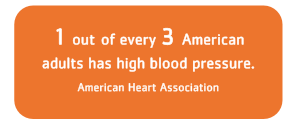 1 out of every 3 American
adults has high blood pressure.
American Heart Association